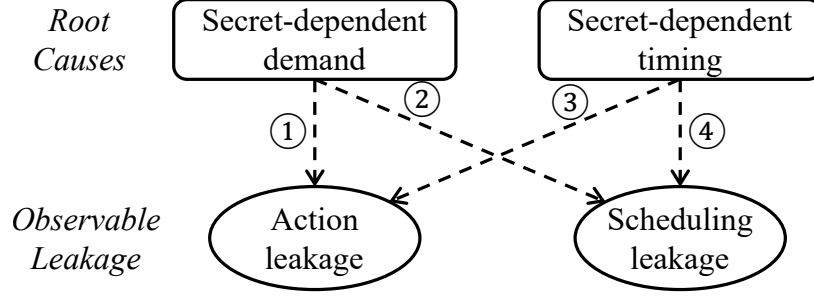 Root
Causes
Secret-dependent
demand
Secret-dependent
timing
①
②
③
④
Observable
Leakage
Action
leakage
Scheduling
leakage